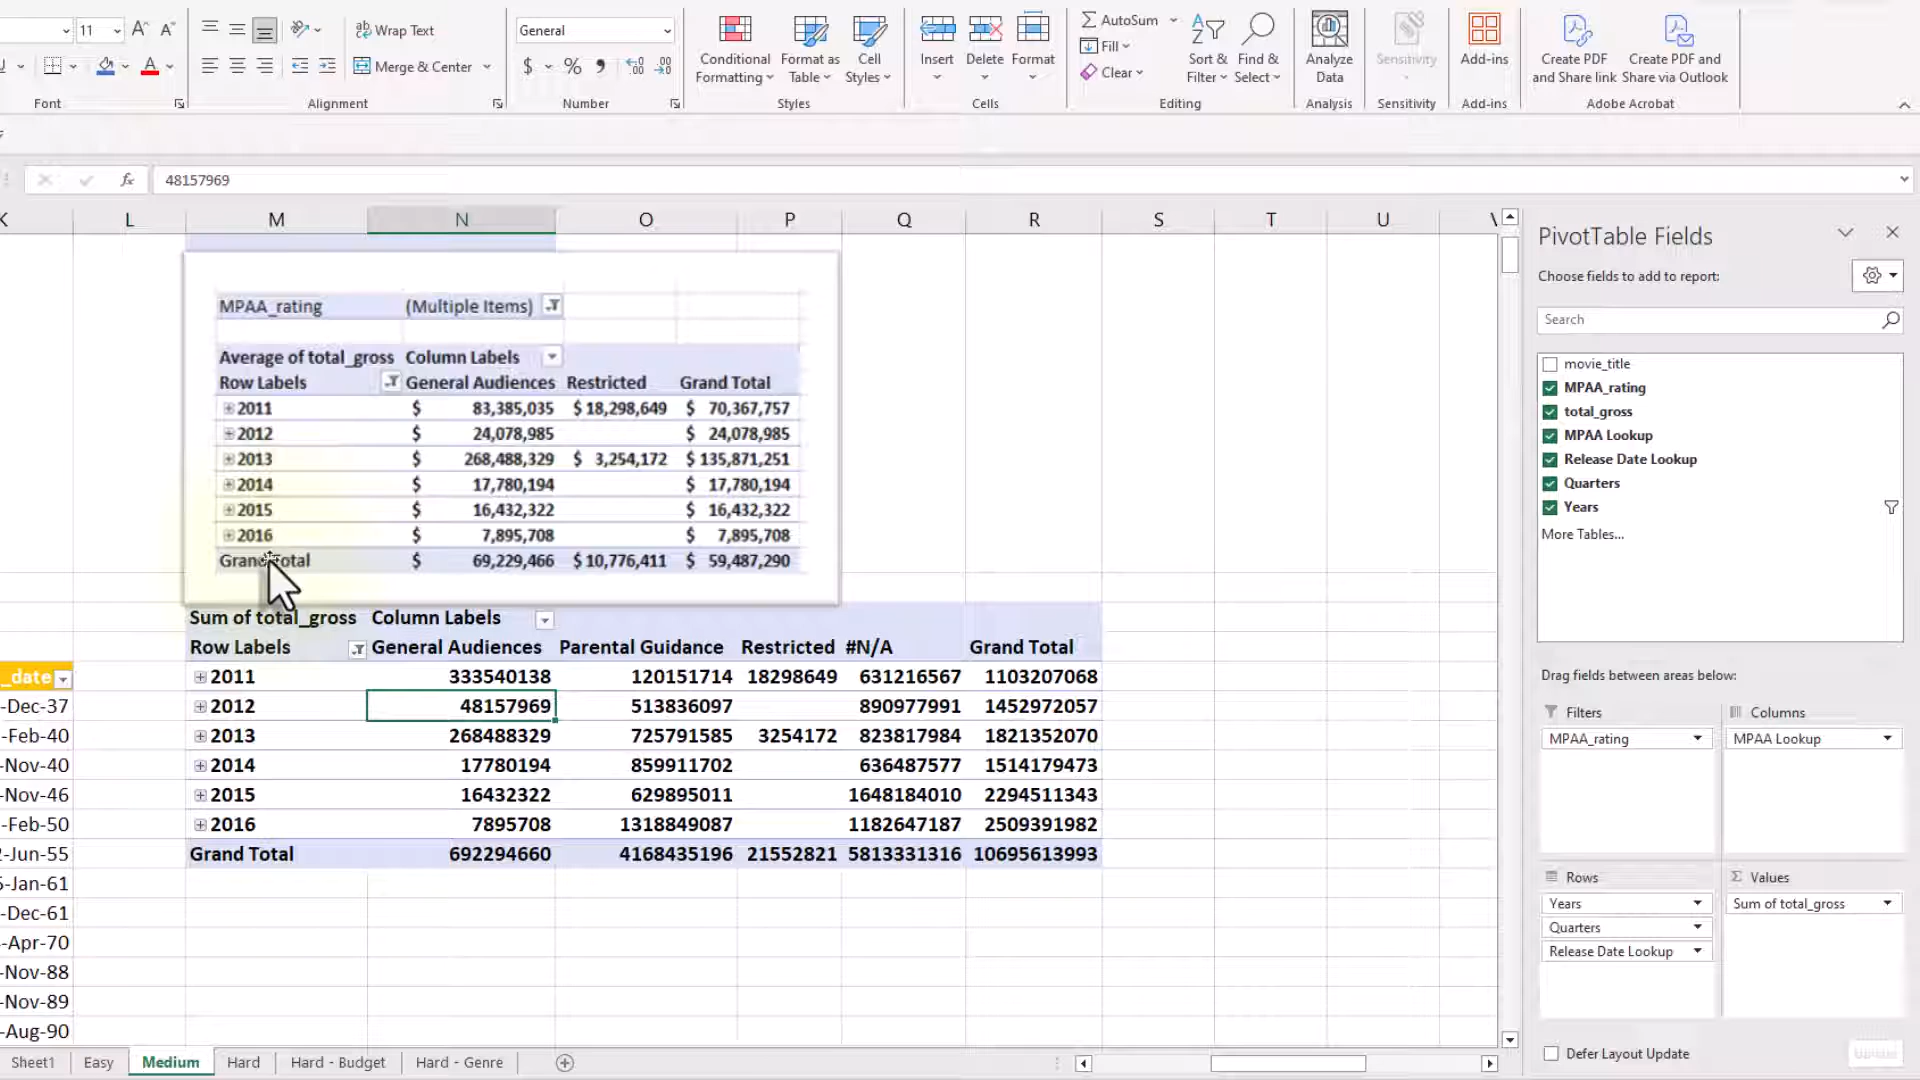 11
A^ A˅
ab Wrap Text
Merge & Center
General
$ % 9
Conditional Formatting
Format as Table
Cell Styles
Insert
Delete
Format
AutoSum
Fill
Clear
Sort & Filter
Find & Select
Analyze Data
Sensitivity
Add-ins
Create PDF and Share link
Create PDF and Share via Outlook
Font
Alignment
Number
Styles
Cells
Editing
Analysis
Sensitivity
Add-ins
Adobe Acrobat
fx 48157969
K L M N O P Q R S T U V
MPAA_rating (Multiple Items)
Average of total_gross Column Labels
Row Labels General Audiences Restricted Grand Total
2011 $ 83,385,035 $ 18,298,649 $ 70,367,757
2012 $ 24,078,985 $ 24,078,985
2013 $ 268,488,329 $ 3,254,172 $ 135,871,251
2014 $ 17,780,194 $ 17,780,194
2015 $ 16,432,322 $ 16,432,322
2016 $ 7,895,708 $ 7,895,708
Grand Total $ 69,229,466 $ 10,776,411 $ 59,487,290
Sum of total_gross Column Labels
Row Labels General Audiences Parental Guidance Restricted #N/A Grand Total
_date
2011 333540138 120151714 18298649 631216567 1103207068
-Dec-37 2012 48157969 513836097 890977991 1452972057
-Feb-40 2013 268488329 725791585 3254172 823817984 1821352070
-Nov-40 2014 17780194 859911702 636487577 1514179473
-Nov-46 2015 16432322 629895011 1648184010 2294511343
-Feb-50 2016 7895708 1318849087 1182647187 2509391982
2-Jun-55 Grand Total 692294660 4168435196 21552821 5813331316 10695613993
5-Jan-61
-Dec-61
-Apr-70
-Nov-88
-Nov-89
-Aug-90
Sheet1 Easy Medium Hard Hard - Budget Hard - Genre
PivotTable Fields
Choose fields to add to report:
Search
movie_title
MPAA_rating
total_gross
MPAA Lookup
Release Date Lookup
Quarters
Years
More Tables...
Drag fields between areas below:
Filters
MPAA_rating
Columns
MPAA Lookup
Rows
Years
Quarters
Release Date Lookup
Values
Sum of total_gross
Defer Layout Update
Update